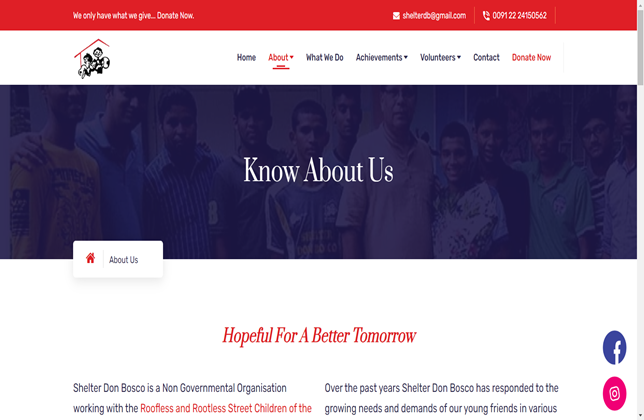 We only have what we give... Donate Now.
shelterdb@gmail.com
0091 22 24150562
Home About What We Do Achievements Volunteers Contact Donate Now
Know About Us
About Us
Hopeful For A Better Tomorrow
Shelter Don Bosco is a Non Governmental Organisation
working with the Roofless and Rootless Street Children of the
Over the past years Shelter Don Bosco has responded to the
growing needs and demands of our young friends in various